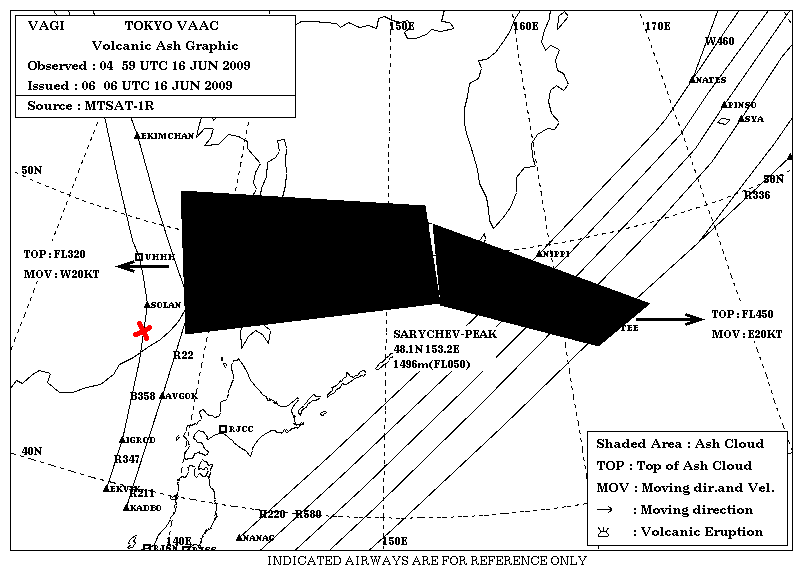 VAGI TOKYO VAAC
Volcanic Ash Graphic
Observed : 04 59 UTC 16 JUN 2009
Issued : 06 06 UTC 16 JUN 2009
Source : MTSAT-1R
150E
160E
170E
W460
NATES
PINSO
ASYA
EKIMCHAN
50N
50N
R336
TOP : FL320
MOV : W20KT
UHHH
NIPPI
SOLAN
TOP : FL450
MOV : E20KT
TEE
SARYCHEV-PEAK
48.1N 153.2E
1496m(FL050)
R22
B358
AVGOK
RJCC
IGROD
40N
R347
R211
KADBO
R220 R580
NANAC
140E
150E
Shaded Area : Ash Cloud
TOP : Top of Ash Cloud
MOV : Moving dir.and Vel.
→ : Moving direction
: Volcanic Eruption
INDICATED AIRWAYS ARE FOR REFERENCE ONLY